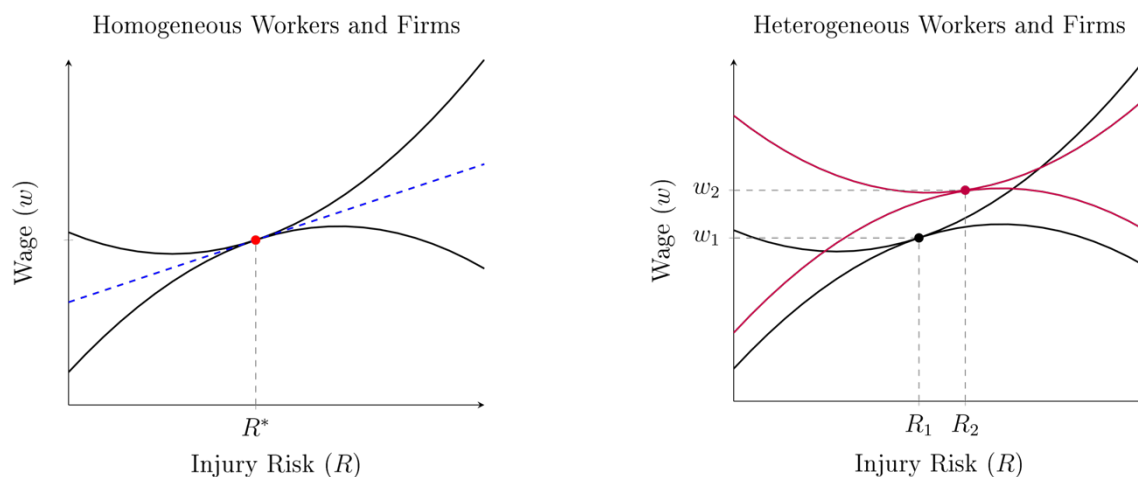 Homogeneous Workers and Firms
Wage (w)
R*
Injury Risk (R)
Heterogeneous Workers and Firms
Wage (w)
w₂
w₁
R₁ R₂
Injury Risk (R)